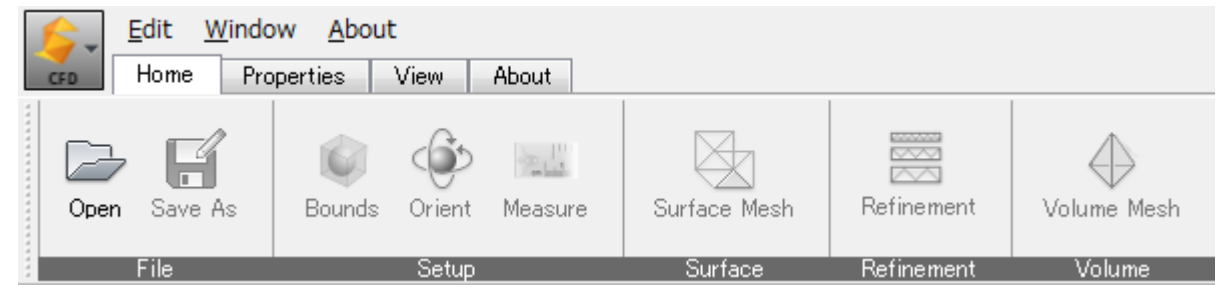 Edit Window About
CFD
Home Properties View About
Open Save As Bounds Orient Measure Surface Mesh Refinement Volume Mesh
File Setup Surface Refinement Volume